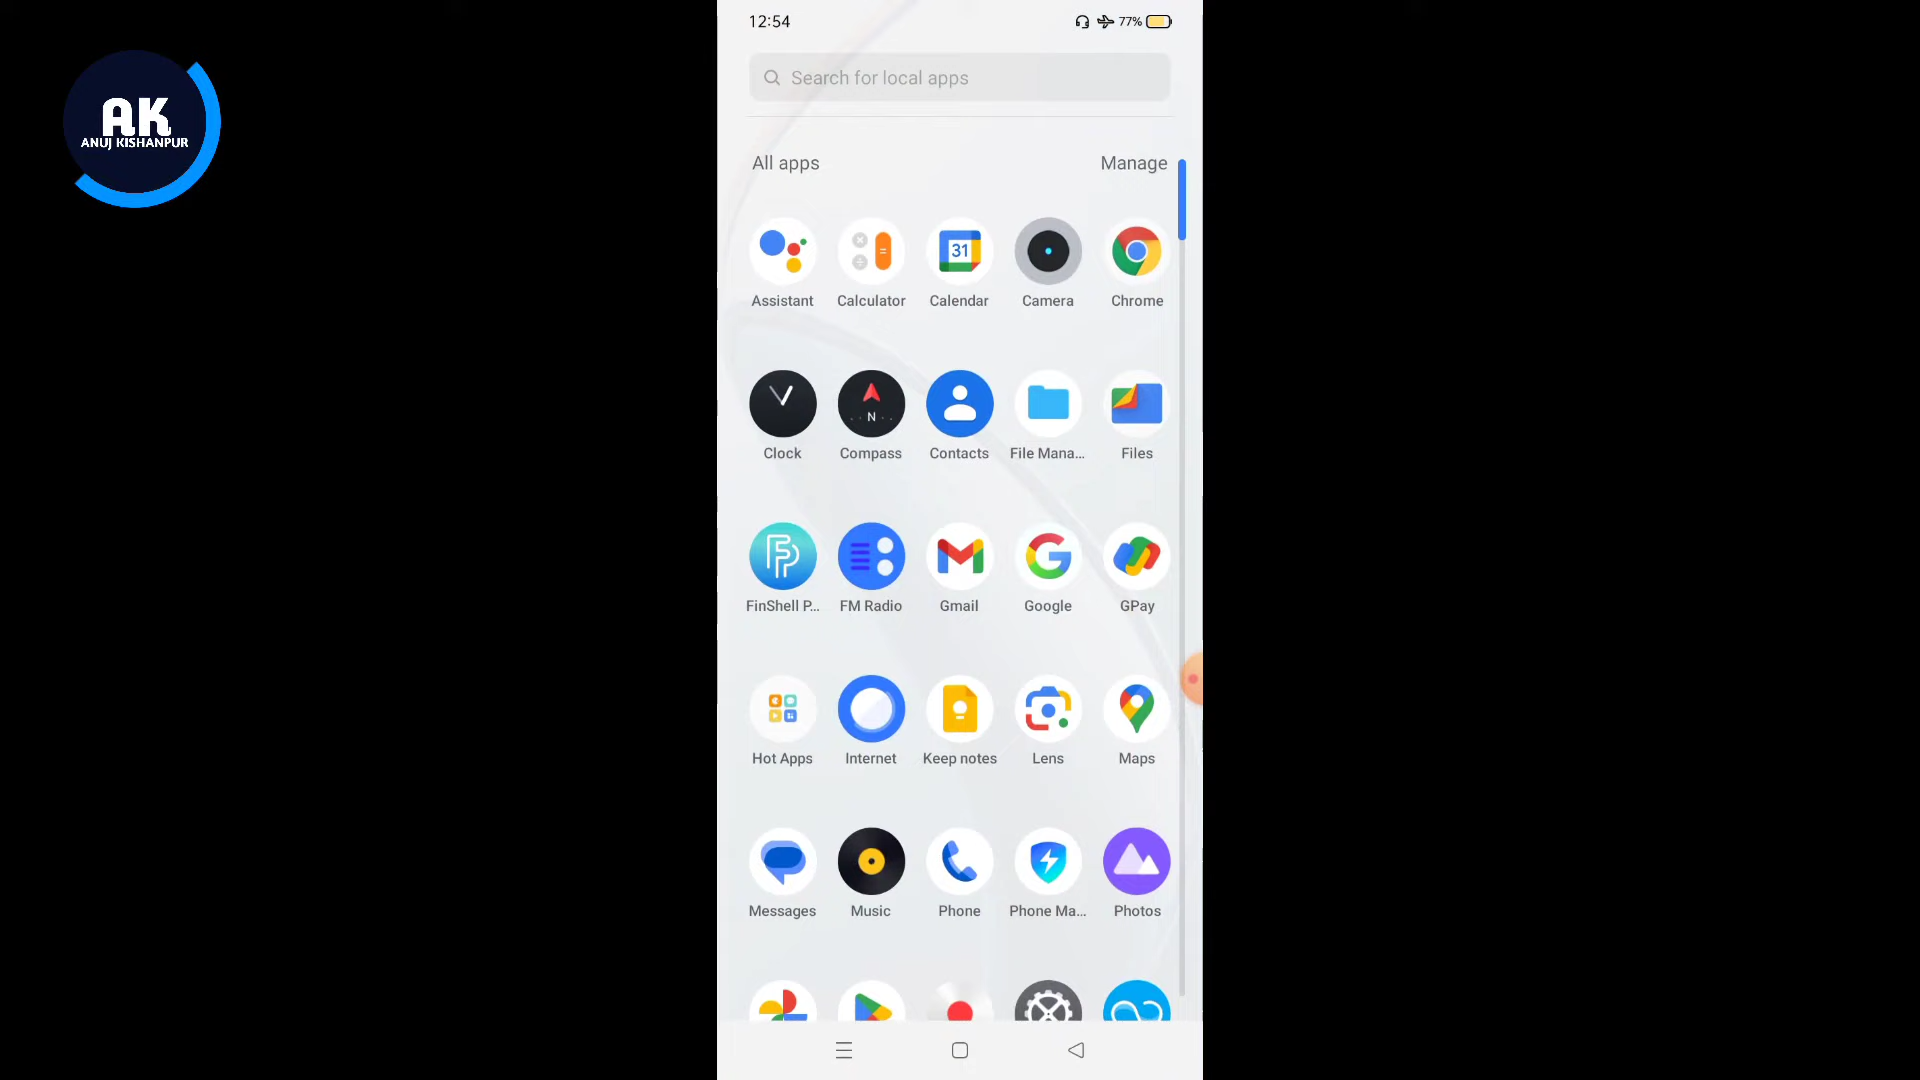 12:54
77%
AK
ANUJ KISHANPUR
Search for local apps
All apps Manage
31
Assistant Calculator Calendar Camera Chrome
N
Clock Compass Contacts File Mana... Files
FinShell P... FM Radio Gmail Google GPay
Hot Apps Internet Keep notes Lens Maps
Messages Music Phone Phone Ma... Photos